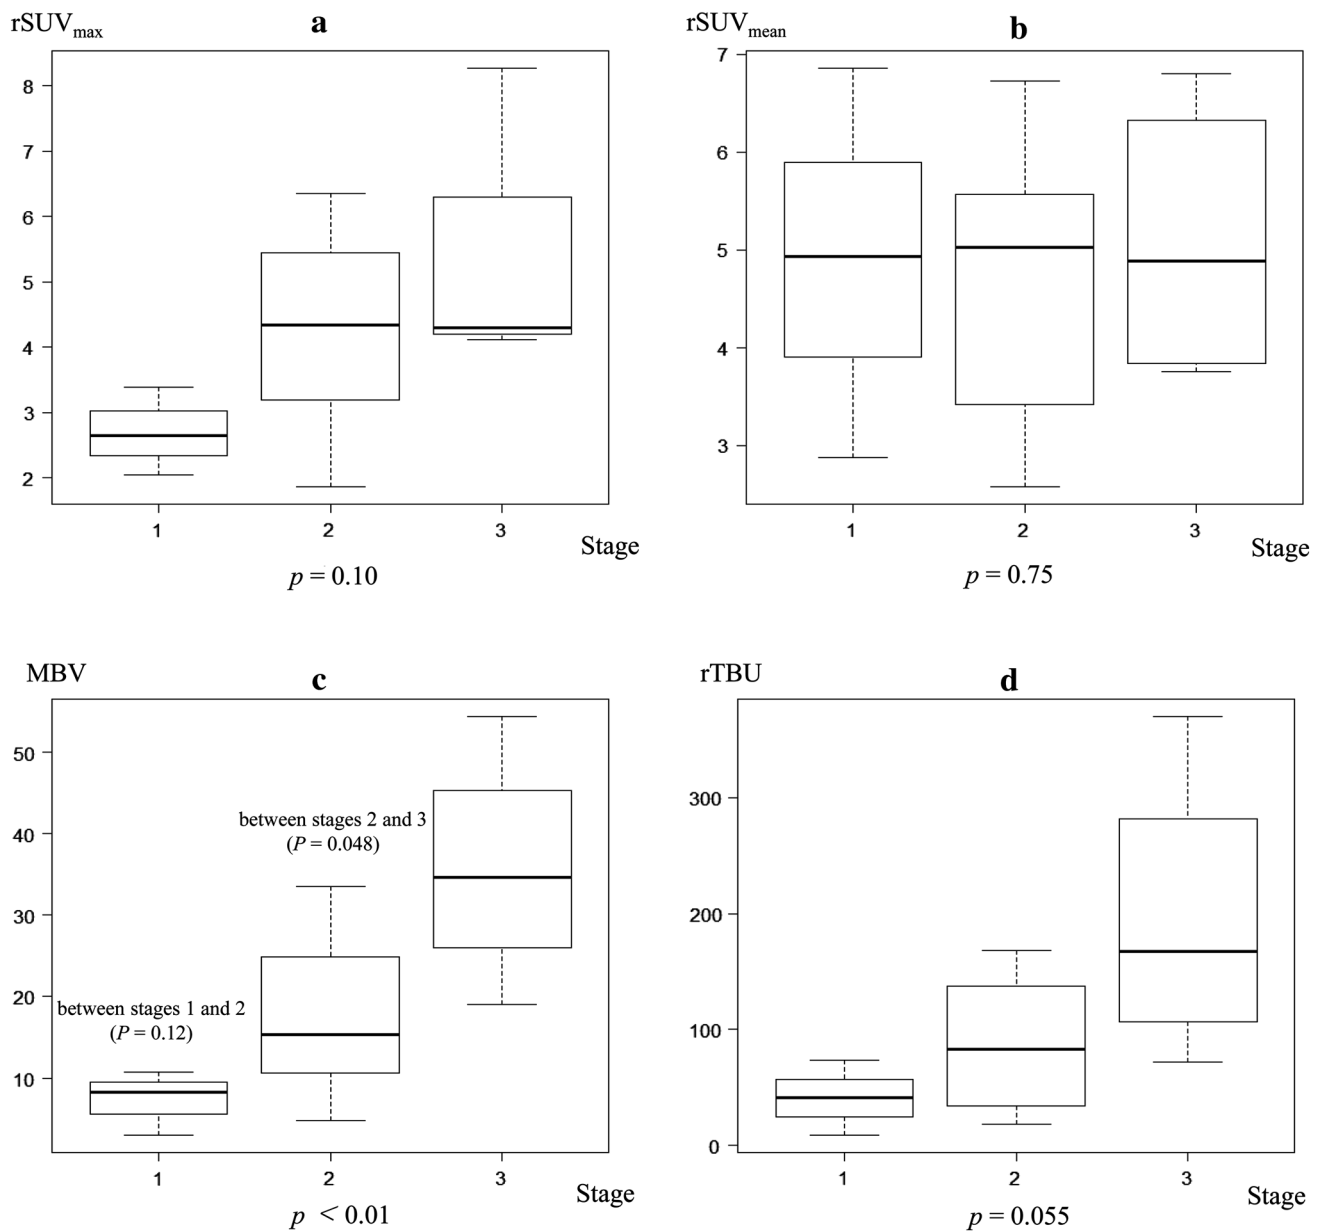 rSUVmax
a
8
7
6
5
4
3
2
1 2 3
Stage
p = 0.10
rSUVmean
b
7
6
5
4
3
1 2 3
Stage
p = 0.75
MBV
c
50
40
30
20
10
between stages 2 and 3
(P = 0.048)
between stages 1 and 2
(P = 0.12)
1 2 3
Stage
p < 0.01
rTBU
d
300
200
100
0
1 2 3
Stage
p = 0.055